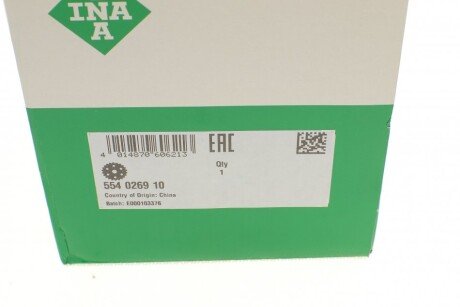 INA
A
4 014870 606213
EAC
Qty
1
554 0269 10
Country of Origin: China
Batch: E000103376